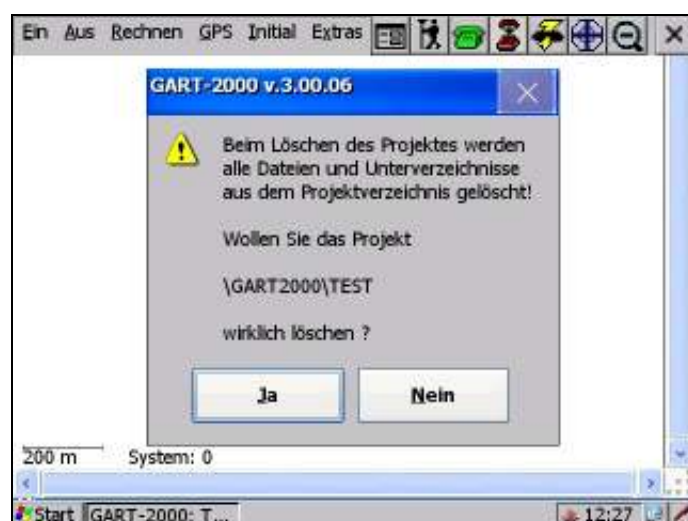 Ein Aus Rechnen GPS Initial Extras
GART-2000 v.3.00.06
Beim Löschen des Projektes werden
alle Dateien und Unterverzeichnisse
aus dem Projektverzeichnis gelöscht!
Wollen Sie das Projekt
\GART2000\TEST
wirklich löschen ?
Ja Nein
200 m System: 0
Start GART-2000: T... 12:27